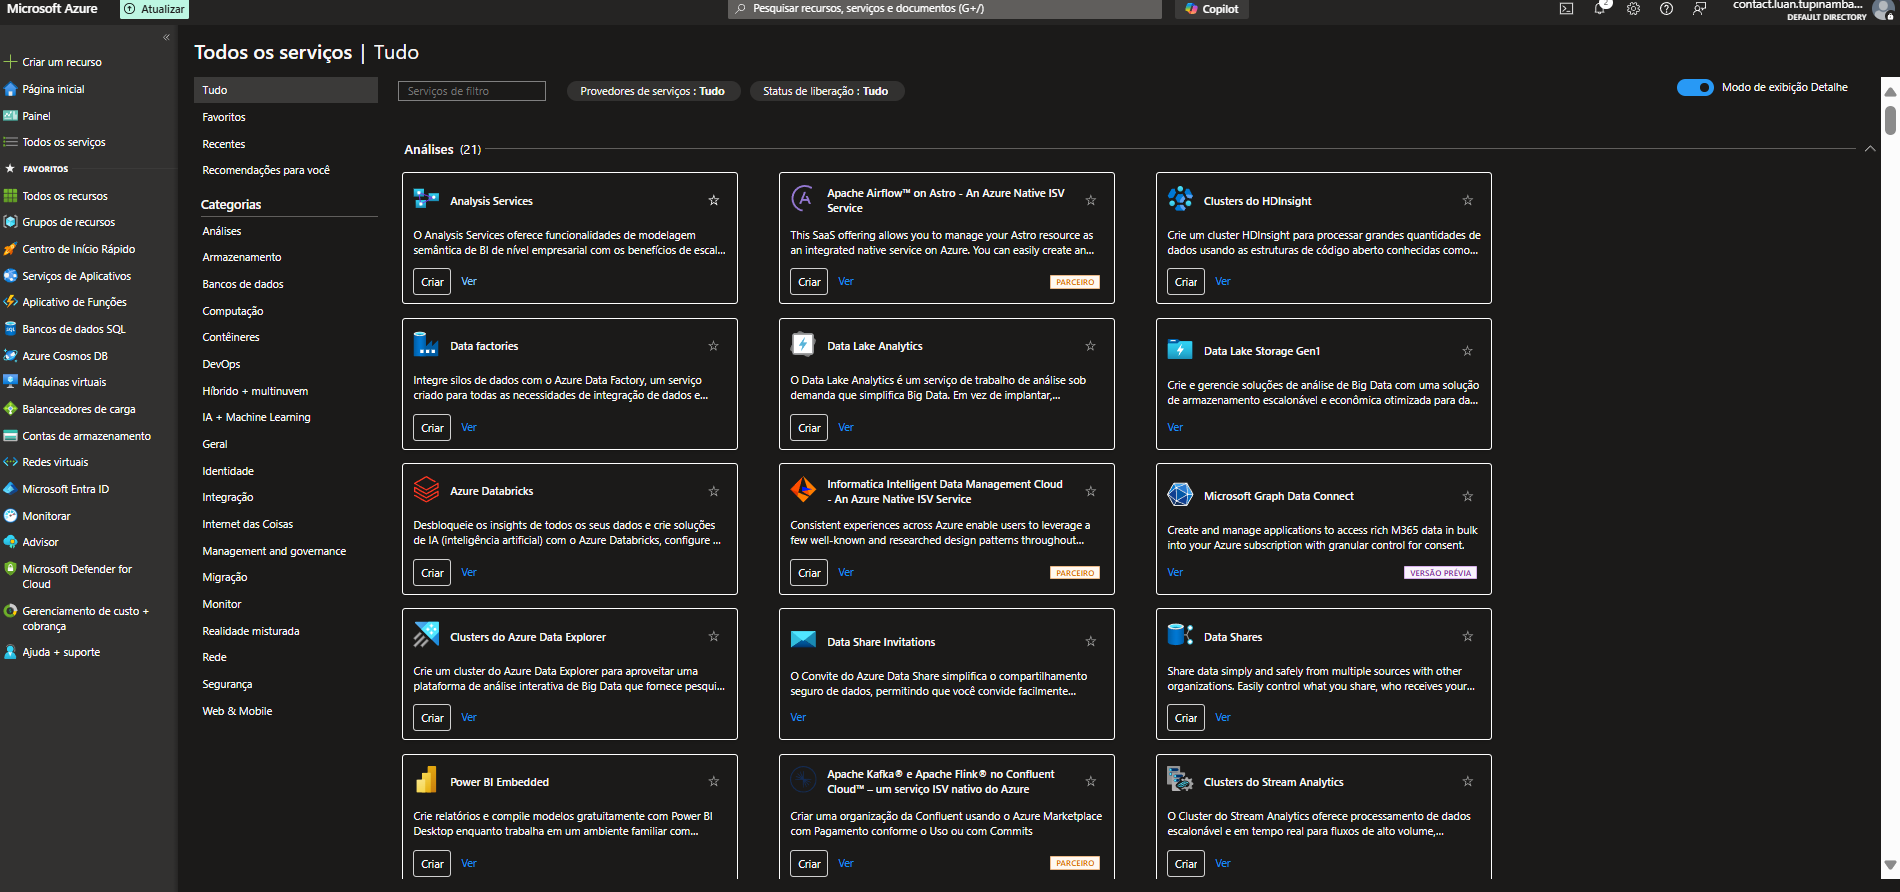 Microsoft Azure
Atualizar
Pesquisar recursos, serviços e documentos (G+/)
Copilot
2
contact.luan.tupinamba...
DEFAULT DIRECTORY
«
Criar um recurso
Página inicial
Painel
Todos os serviços
FAVORITOS
Todos os recursos
Grupos de recursos
Centro de Início Rápido
Serviços de Aplicativos
Aplicativo de Funções
Bancos de dados SQL
Azure Cosmos DB
Máquinas virtuais
Balanceadores de carga
Contas de armazenamento
Redes virtuais
Microsoft Entra ID
Monitorar
Advisor
Microsoft Defender for
Cloud
Gerenciamento de custo +
cobrança
Ajuda + suporte
Todos os serviços | Tudo
Tudo
Favoritos
Recentes
Recomendações para você
Categorias
Análises
Armazenamento
Bancos de dados
Computação
Contêineres
DevOps
Híbrido + multinuvem
IA + Machine Learning
Geral
Identidade
Integração
Internet das Coisas
Management and governance
Migração
Monitor
Realidade misturada
Rede
Segurança
Web & Mobile
Serviços de filtro
Provedores de serviços : Tudo
Status de liberação : Tudo
Modo de exibição Detalhe
Análises (21)
Analysis Services
O Analysis Services oferece funcionalidades de modelagem
semântica de BI de nível empresarial com os benefícios de escal...
Criar
Ver
Apache Airflow™ on Astro - An Azure Native ISV
Service
This SaaS offering allows you to manage your Astro resource as
an integrated native service on Azure. You can easily create an...
Criar
Ver
PARCEIRO
Clusters do HDInsight
Crie um cluster HDInsight para processar grandes quantidades de
dados usando as estruturas de código aberto conhecidas como...
Criar
Ver
Data factories
Integre silos de dados com o Azure Data Factory, um serviço
criado para todas as necessidades de integração de dados e...
Criar
Ver
Data Lake Analytics
O Data Lake Analytics é um serviço de trabalho de análise sob
demanda que simplifica Big Data. Em vez de implantar,...
Criar
Ver
Data Lake Storage Gen1
Crie e gerencie soluções de análise de Big Data com uma solução
de armazenamento escalonável e econômica otimizada para da...
Ver
Azure Databricks
Desbloqueie os insights de todos os seus dados e crie soluções
de IA (inteligência artificial) com o Azure Databricks, configure ...
Criar
Ver
Informatica Intelligent Data Management Cloud
- An Azure Native ISV Service
Consistent experiences across Azure enable users to leverage a
few well-known and researched design patterns throughout...
Criar
Ver
PARCEIRO
Microsoft Graph Data Connect
Create and manage applications to access rich M365 data in bulk
into your Azure subscription with granular control for consent.
Ver
VERSÃO PRÉVIA
Clusters do Azure Data Explorer
Crie um cluster do Azure Data Explorer para aproveitar uma
plataforma de análise interativa de Big Data que fornece pesqui...
Criar
Ver
Data Share Invitations
O Convite do Azure Data Share simplifica o compartilhamento
seguro de dados, permitindo que você convide facilmente...
Ver
Data Shares
Share data simply and safely from multiple sources with other
organizations. Easily control what you share, who receives your...
Criar
Ver
Power BI Embedded
Crie relatórios e compile modelos gratuitamente com Power BI
Desktop enquanto trabalha em um ambiente familiar com...
Criar
Ver
Apache Kafka® e Apache Flink® no Confluent
Cloud™ – um serviço ISV nativo do Azure
Criar uma organização da Confluent usando o Azure Marketplace
com Pagamento conforme o Uso ou com Commits
Criar
Ver
PARCEIRO
Clusters do Stream Analytics
O Cluster do Stream Analytics oferece processamento de dados
escalonável e em tempo real para fluxos de alto volume,...
Criar
Ver